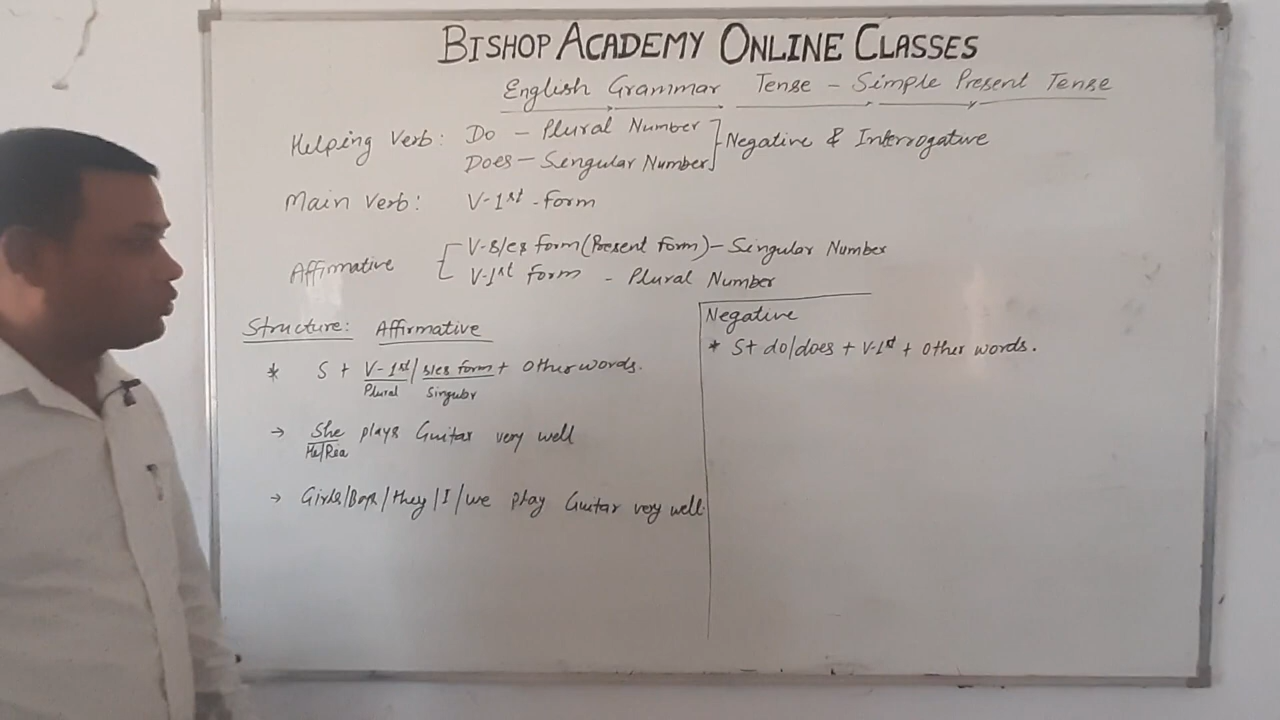 BISHOP ACADEMY ONLINE CLASSES
English Grammar Tense - Simple Present Tense
Helping Verb: Do - Plural Number
Does - Singular Number
Negative & Interrogative
Main Verb: V-1st - form
Affirmative
V-s/es form (Present form) - Singular Number
V-1st form - Plural Number
Structure: Affirmative
* S + V-1st/s/es form + other words.
Plural Singular
→ She plays Guitar very well
He/Ria
→ Girls/Boys/they/I/we play Guitar very well.
Negative
* S + do/does + V-1st + other words.